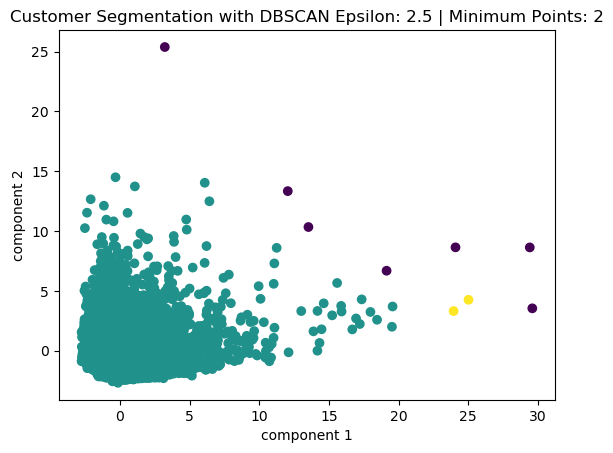 Customer Segmentation with DBSCAN Epsilon: 2.5 | Minimum Points: 2
25
20
15
10
5
0
component 2
0 5 10 15 20 25 30
component 1